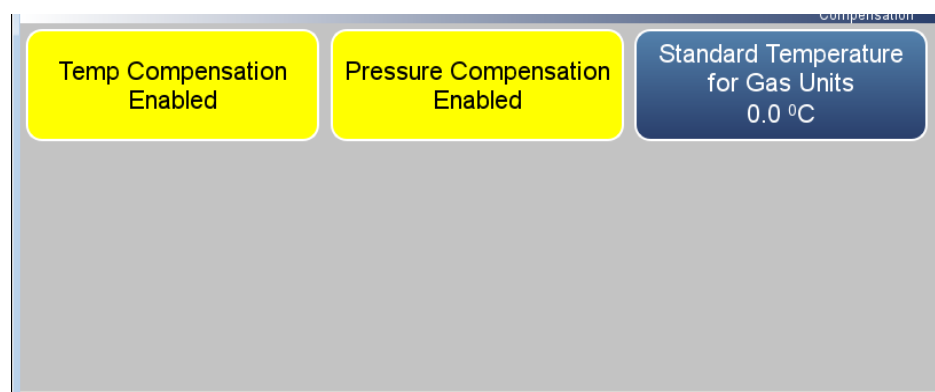 Compensation
Temp Compensation
Enabled
Pressure Compensation
Enabled
Standard Temperature
for Gas Units
0.0 ⁰C